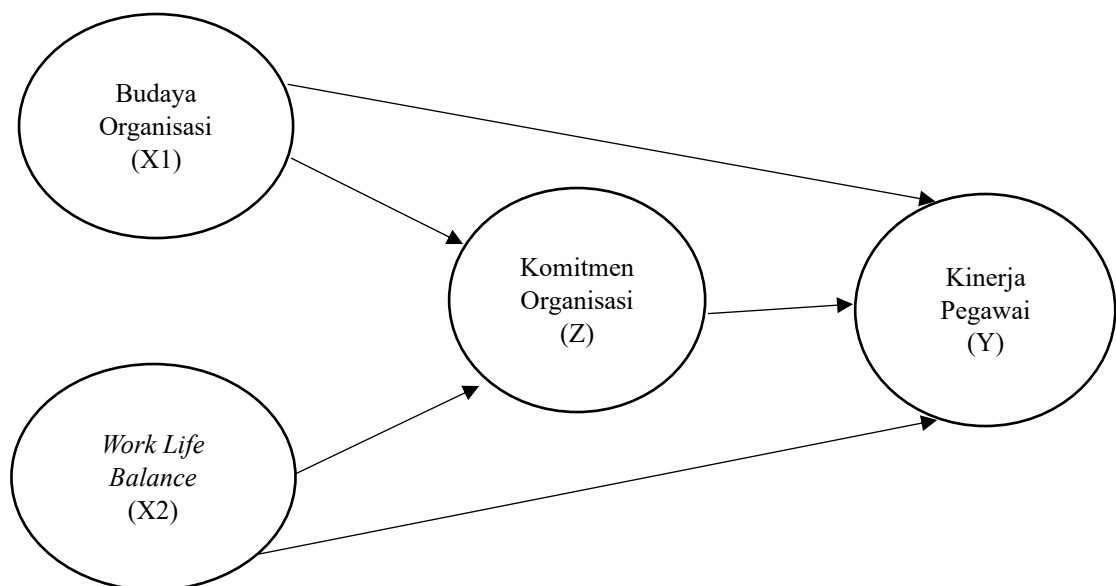 Budaya
Organisasi
(X1)
Komitmen
Organisasi
(Z)
Kinerja
Pegawai
(Y)
Work Life
Balance
(X2)